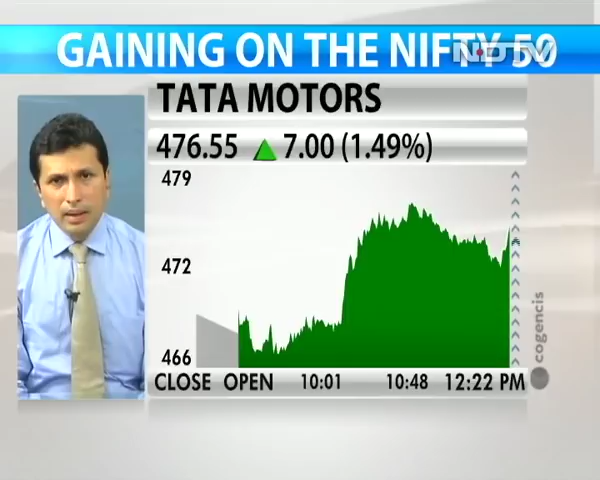 GAINING ON THE NIFTY 50
NDTV
TATA MOTORS
476.55 ▲ 7.00 (1.49%)
479
472
466
CLOSE OPEN 10:01 10:48 12:22 PM
cogencis